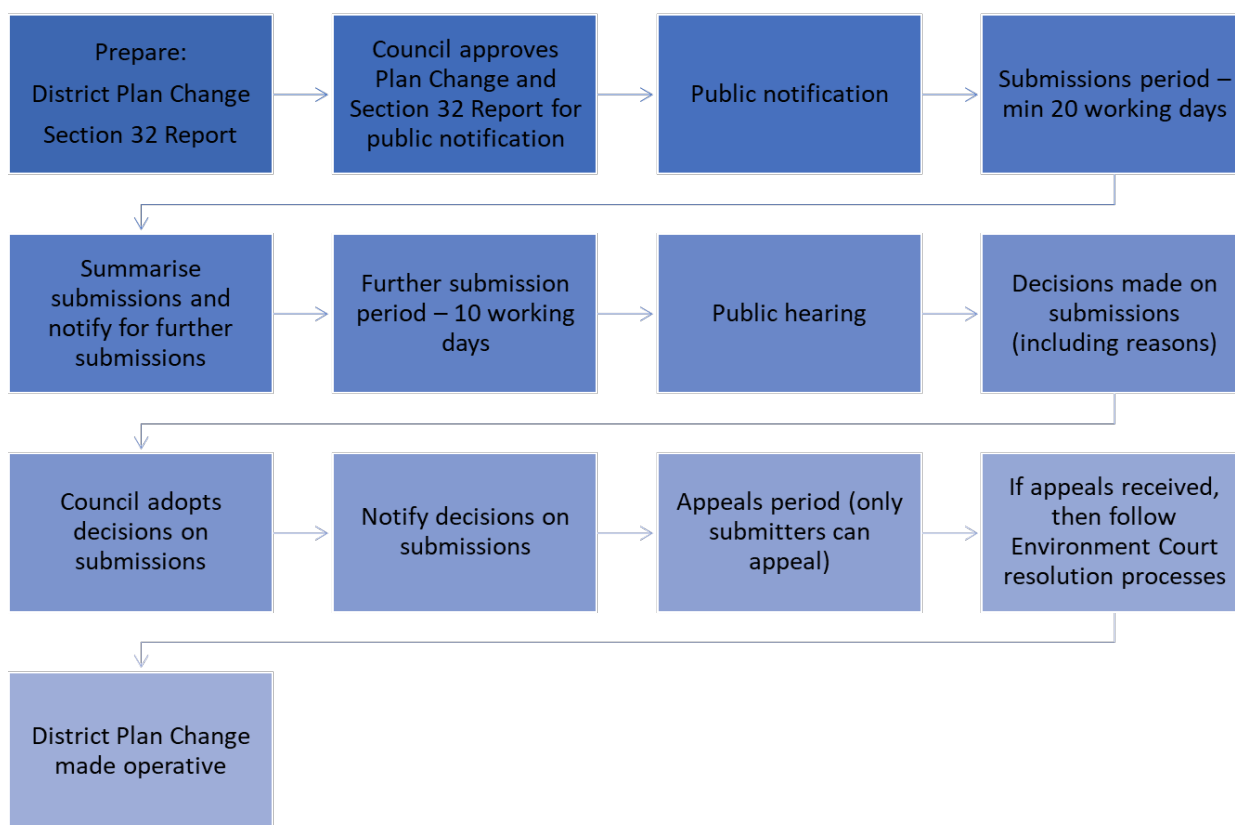 Prepare:
District Plan Change
Section 32 Report
Council approves
Plan Change and
Section 32 Report for
public notification
Public notification
Submissions period –
min 20 working days
Summarise
submissions and
notify for further
submissions
Further submission
period – 10 working
days
Public hearing
Decisions made on
submissions
(including reasons)
Council adopts
decisions on
submissions
Notify decisions on
submissions
Appeals period (only
submitters can
appeal)
If appeals received,
then follow
Environment Court
resolution processes
District Plan Change
made operative